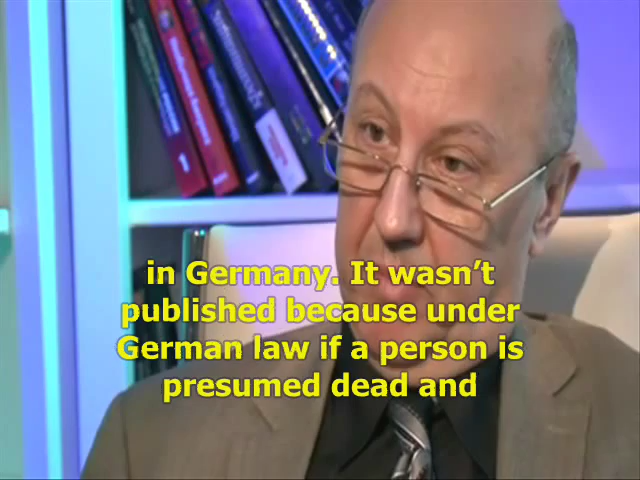 in Germany. It wasn't
published because under
German law if a person is
presumed dead and